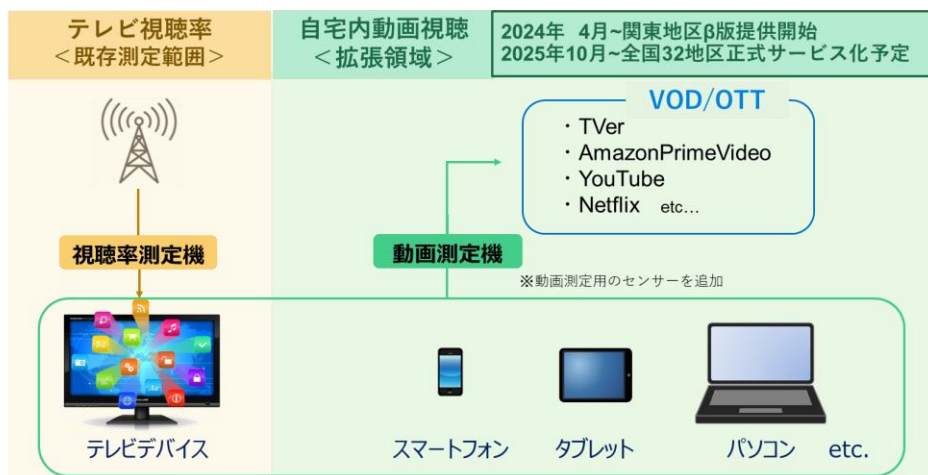 テレビ視聴率
＜既存測定範囲＞
自宅内動画視聴
＜拡張領域＞
2024年 4月~関東地区β版提供開始
2025年10月~全国32地区正式サービス化予定
VOD/OTT
・TVer
・AmazonPrimeVideo
・YouTube
・Netflix etc…
視聴率測定機
動画測定機
※動画測定用のセンサーを追加
テレビデバイス
スマートフォン
タブレット
パソコン
etc.